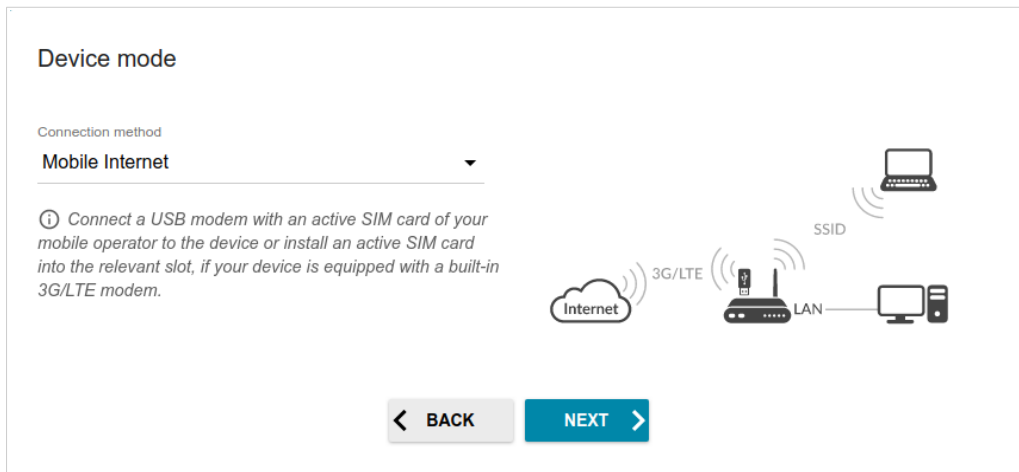 Device mode
Connection method
Mobile Internet
Connect a USB modem with an active SIM card of your
mobile operator to the device or install an active SIM card
into the relevant slot, if your device is equipped with a built-in
3G/LTE modem.
SSID
3G/LTE
Internet
LAN
BACK
NEXT